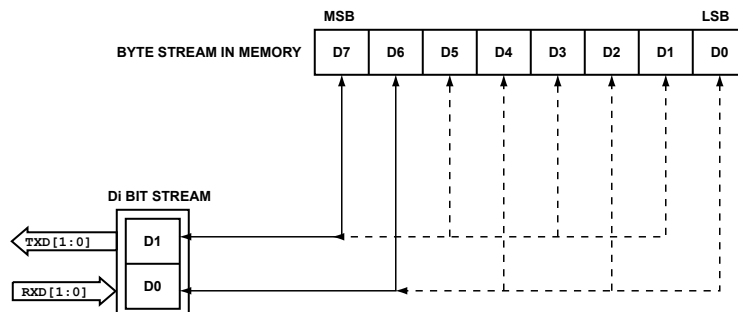 MSB LSB
BYTE STREAM IN MEMORY D7 D6 D5 D4 D3 D2 D1 D0
Di BIT STREAM
TXD[1:0] D1
RXD[1:0] D0